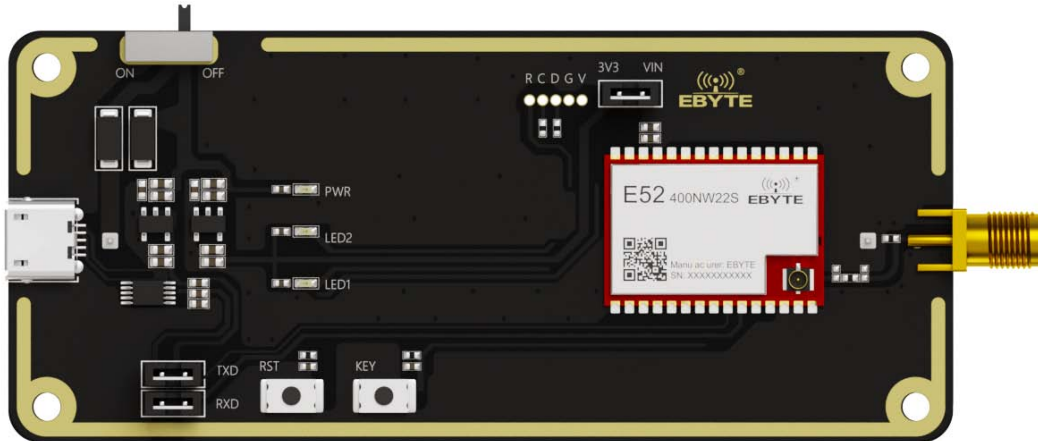 ON OFF
R C D G V
3V3 VIN
EBYTE ®
PWR
LED2
LED1
E52 400NW22S EBYTE
Manu ac urer: EBYTE
SN: XXXXXXXXXXX
TXD
RXD
RST
KEY